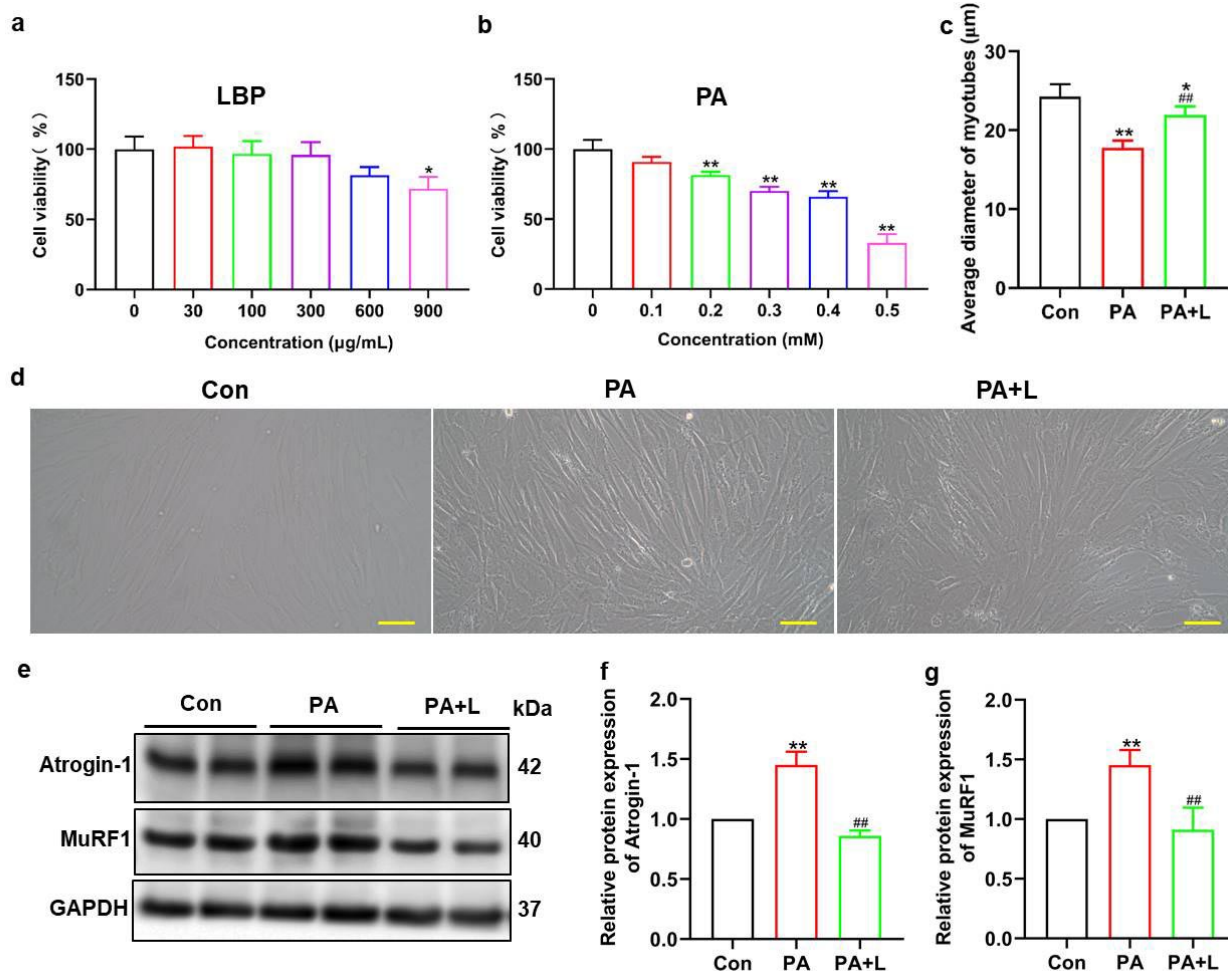 a
LBP
Cell viability( %)
150
100
50
0
*
0 30 100 300 600 900
Concentration (μg/mL)
b
PA
Cell viability( %)
150
100
50
0
** ** ** **
0 0.1 0.2 0.3 0.4 0.5
Concentration (mM)
c
Average diameter of myotubes (μm)
30
20
10
0
**
*
##
Con PA PA+L
d
Con PA PA+L
e
Con PA PA+L kDa
Atrogin-1 42
MuRF1 40
GAPDH 37
f
Relative protein expression
of Atrogin-1
2.0
1.5
1.0
0.5
0.0
**
##
Con PA PA+L
g
Relative protein expression
of MuRF1
2.0
1.5
1.0
0.5
0.0
**
##
Con PA PA+L